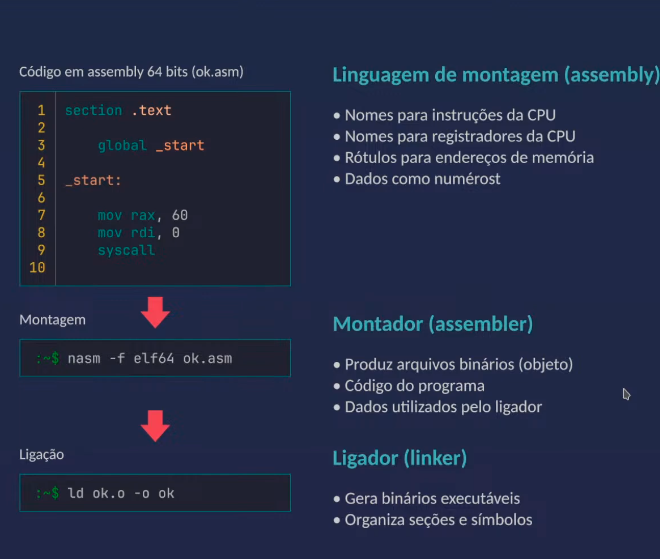 Código em assembly 64 bits (ok.asm)
1 section .text
2
3 global _start
4
5 _start:
6
7 mov rax, 60
8 mov rdi, 0
9 syscall
10
Linguagem de montagem (assembly)
• Nomes para instruções da CPU
• Nomes para registradores da CPU
• Rótulos para endereços de memória
• Dados como numérost
Montagem
:~$ nasm -f elf64 ok.asm
Montador (assembler)
• Produz arquivos binários (objeto)
• Código do programa
• Dados utilizados pelo ligador
Ligação
:~$ ld ok.o -o ok
Ligador (linker)
• Gera binários executáveis
• Organiza seções e símbolos